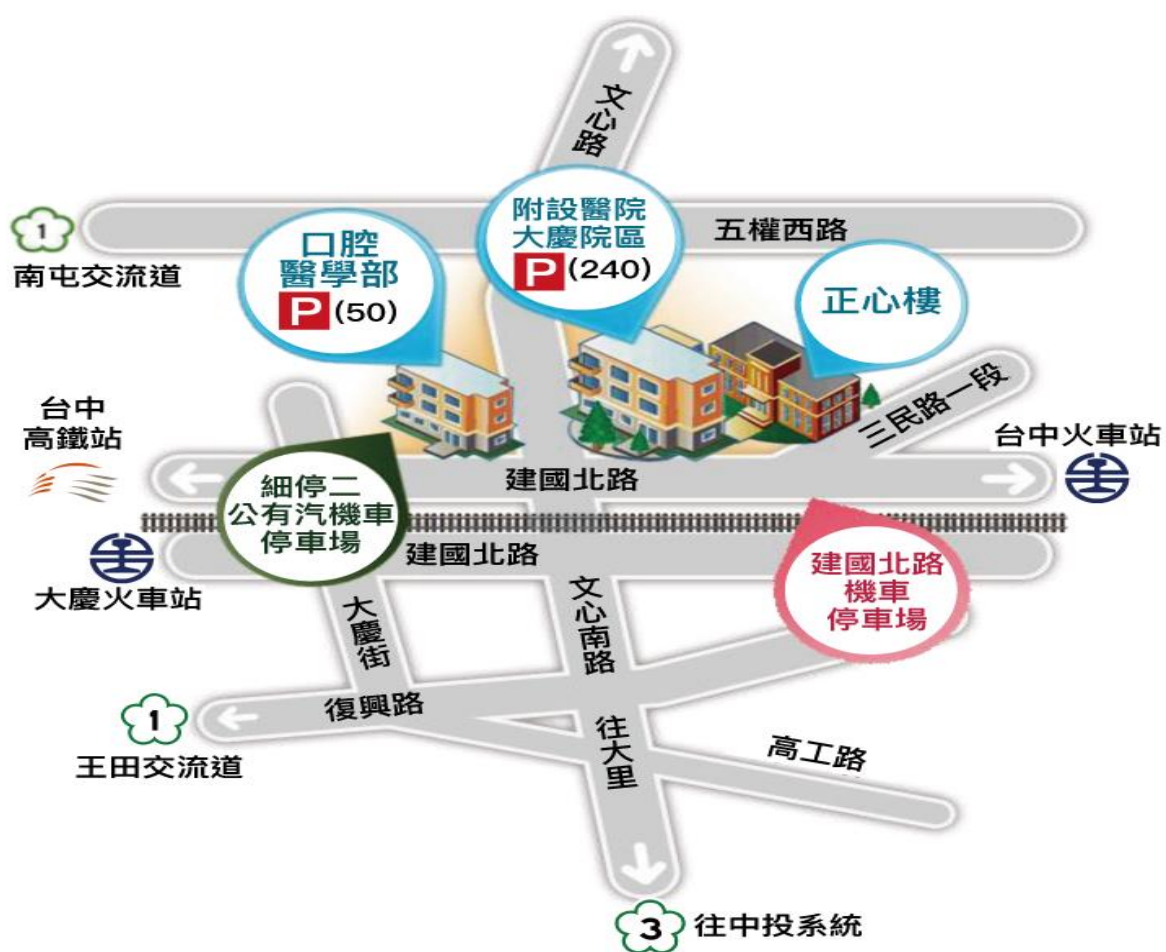 文心路
1
南屯交流道
五權西路
口腔
醫學部
P(50)
附設醫院
大慶院區
P(240)
正心樓
三民路一段
台中
高鐵站
台中火車站
建國北路
細停二
公有汽機車
停車場
大慶火車站
建國北路
建國北路
機車
停車場
大慶街
文心南路
復興路
1
王田交流道
往大里
高工路
3 往中投系統